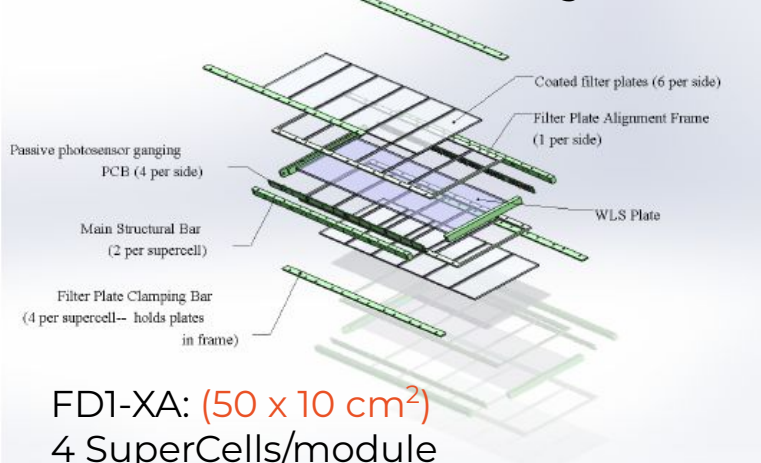 Coated filter plates (6 per side)
Filter Plate Alignment Frame
(1 per side)
Passive photosensor ganging
PCB (4 per side)
WLS Plate
Main Structural Bar
(2 per supercell)
Filter Plate Clamping Bar
(4 per supercell-- holds plates
in frame)
FD1-XA: (50 x 10 cm²)
4 SuperCells/module